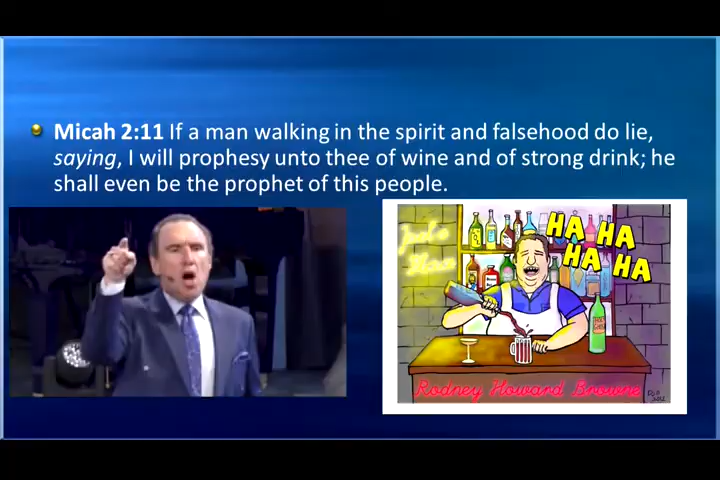 Micah 2:11 If a man walking in the spirit and falsehood do lie,
saying, I will prophesy unto thee of wine and of strong drink; he
shall even be the prophet of this people.
HA HA
HA HA
Rodney Howard Browne